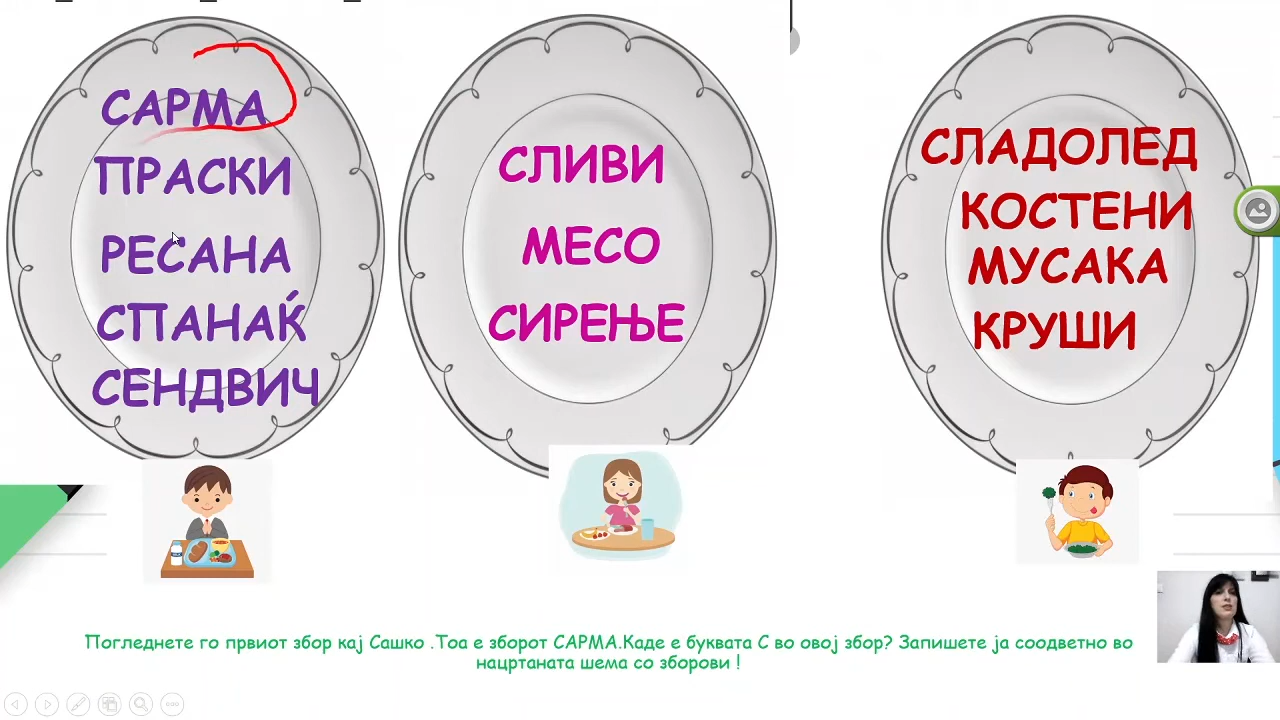 САРМА
ПРАСКИ
РЕСАНА
СПАНАЌ
СЕНДВИЧ
СЛИВИ
МЕСО
СИРЕЊЕ
СЛАДОЛЕД
КОСТЕНИ
МУСАКА
КРУШИ
Погледнете го првиот збор кај Сашко .Тоа е зборот САРМА.Каде е буквата С во овој збор? Запишете ја соодветно во
нацртаната шема со зборови !